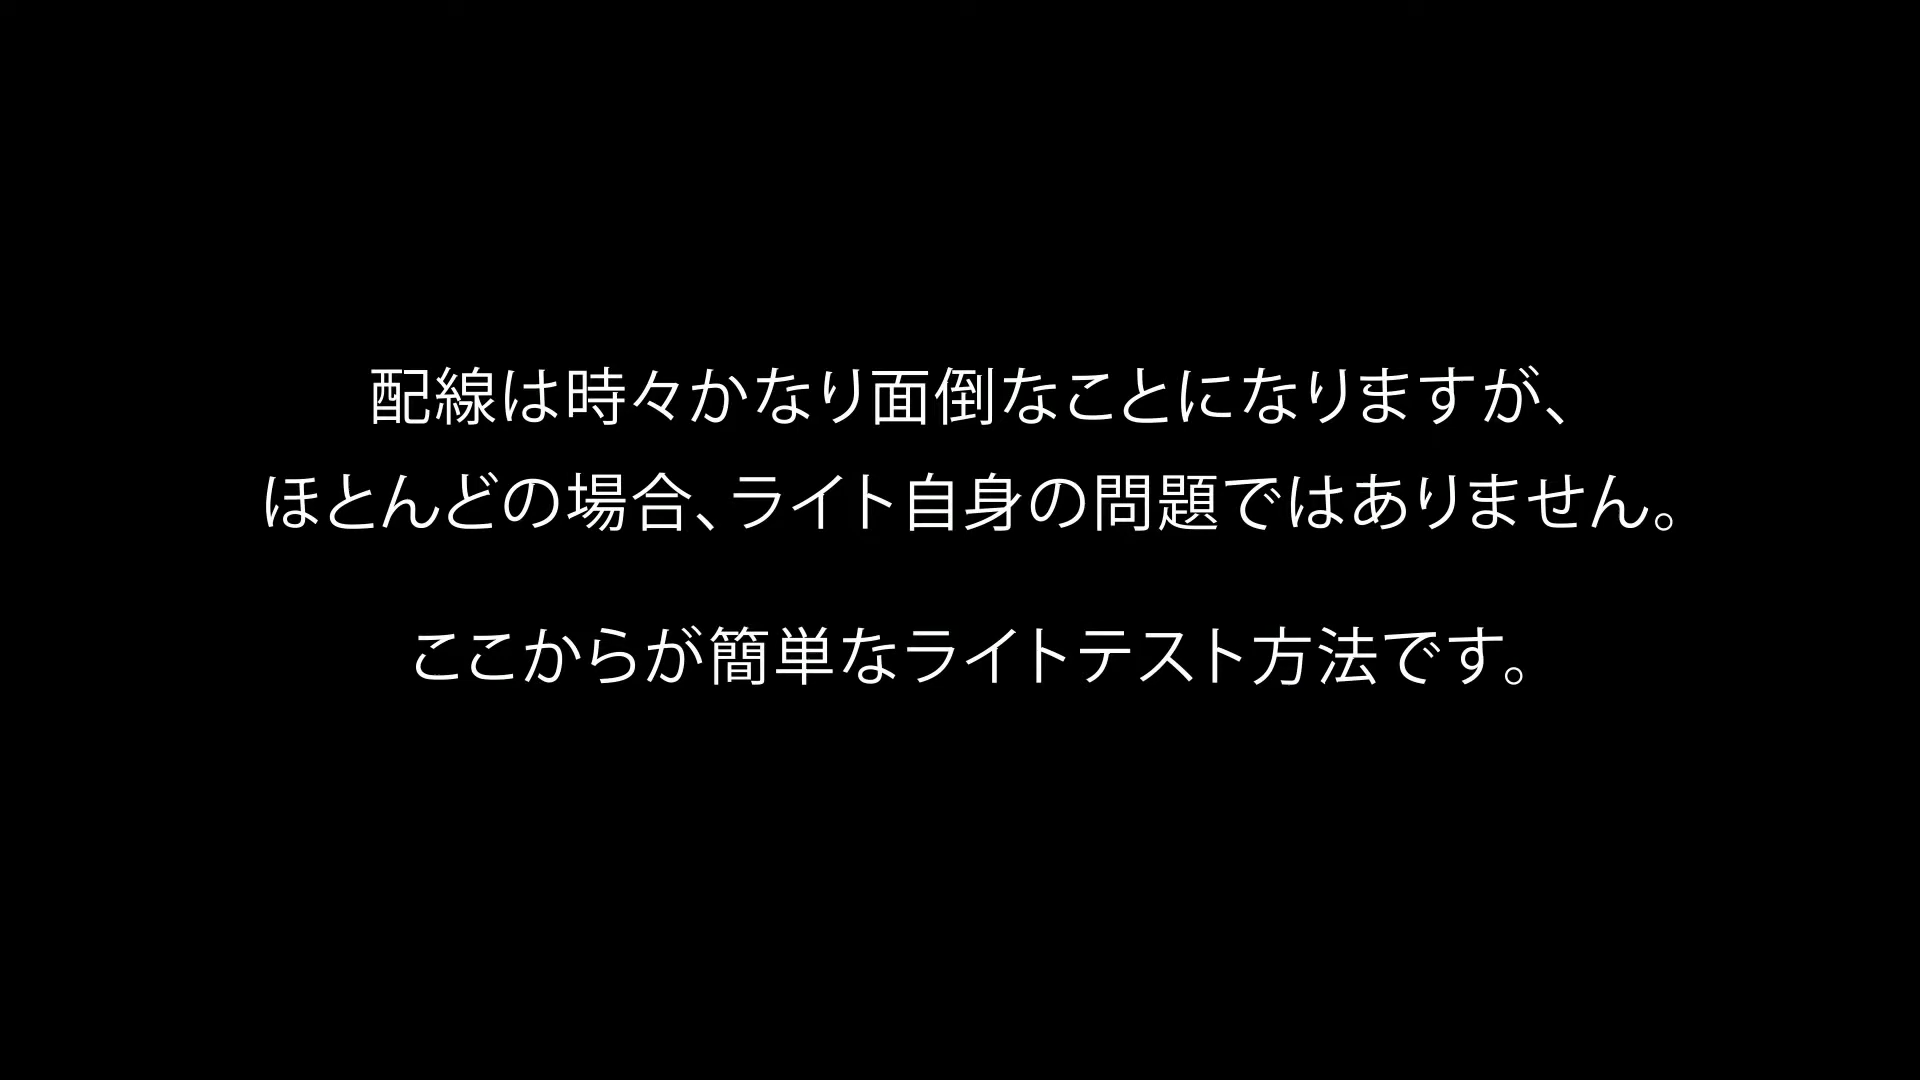 配線は時々かなり面倒なことになりますが、
ほとんどの場合、ライト自身の問題ではありません。
ここからが簡単なライトテスト方法です。